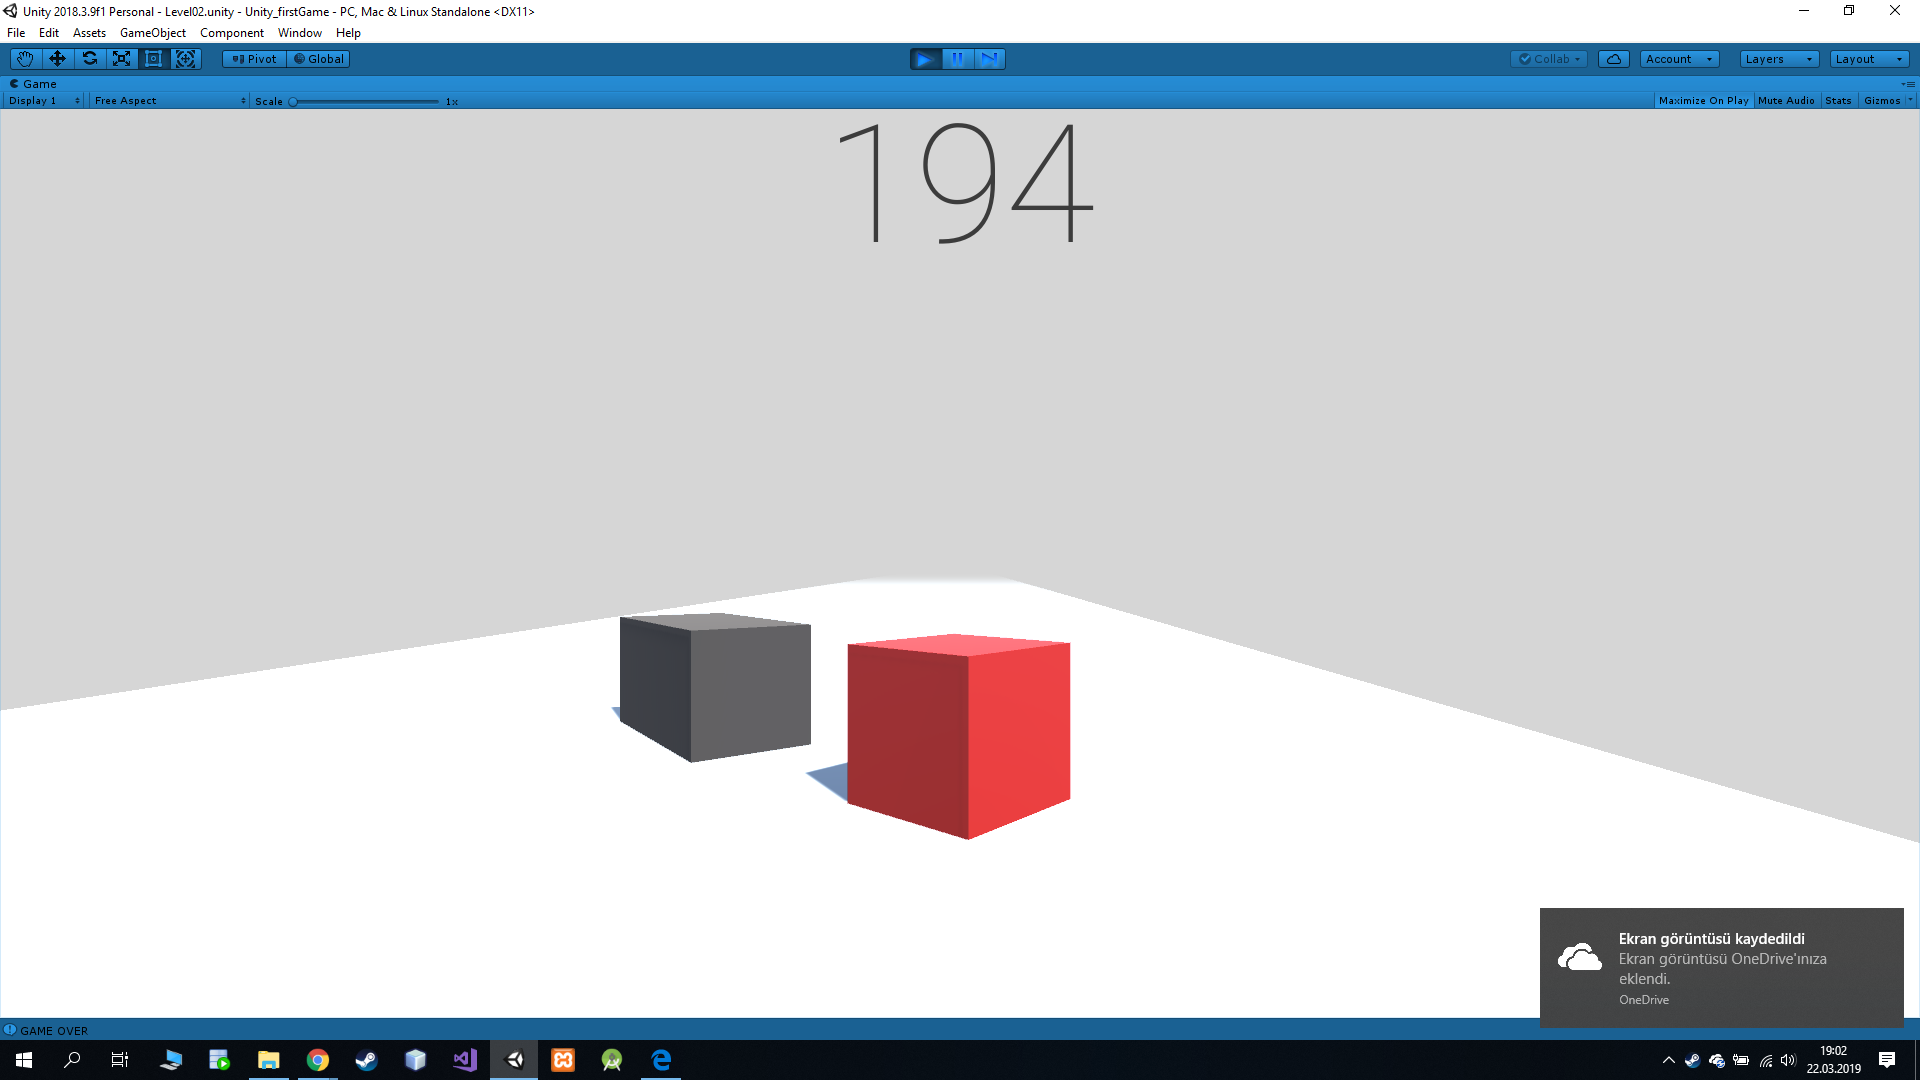 Unity 2018.3.9f1 Personal - Level02.unity - Unity_firstGame - PC, Mac & Linux Standalone <DX11>
File Edit Assets GameObject Component Window Help
Pivot Global Collab Account Layers Layout
Game
Display 1 Free Aspect Scale 1x Maximize On Play Mute Audio Stats Gizmos
194
Ekran görüntüsü kaydedildi
Ekran görüntüsü OneDrive'ınıza
eklendi.
OneDrive
GAME OVER
19:02
22.03.2019